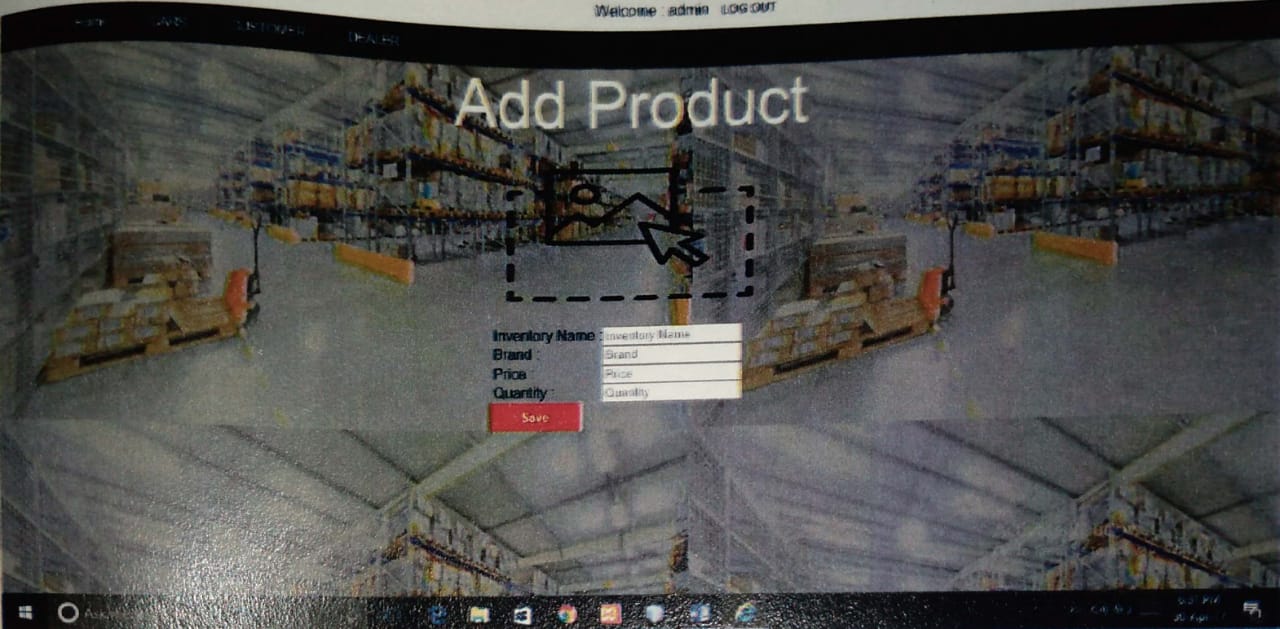 Welcome : admin LOG OUT
Home CARS CUSTOMER DEALER
Add Product
Inventory Name : Inventory Name
Brand : Brand
Price : Price
Quantity : Quantity
Save